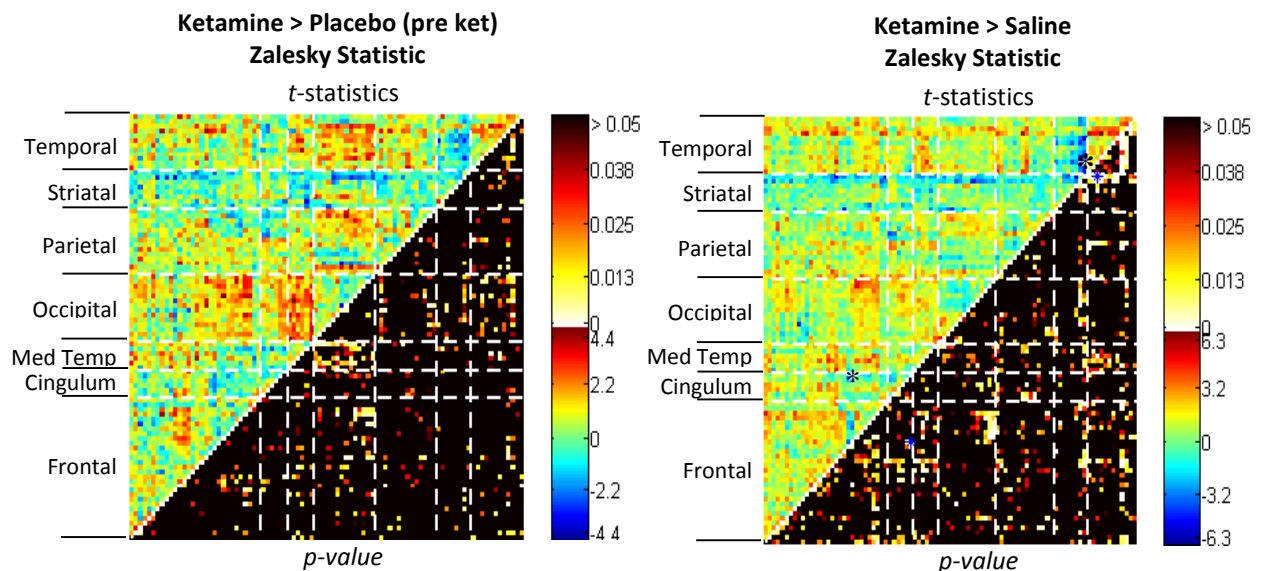 Ketamine > Placebo (pre ket)
Zalesky Statistic
t-statistics
Temporal
Striatal
Parietal
Occipital
Med Temp
Cingulum
Frontal
p-value
> 0.05
0.038
0.025
0.013
0
4.4
2.2
0
-2.2
-4.4
Ketamine > Saline
Zalesky Statistic
t-statistics
Temporal
Striatal
Parietal
Occipital
Med Temp
Cingulum
Frontal
*
*
*
*
p-value
> 0.05
0.038
0.025
0.013
0
6.3
3.2
0
-3.2
-6.3